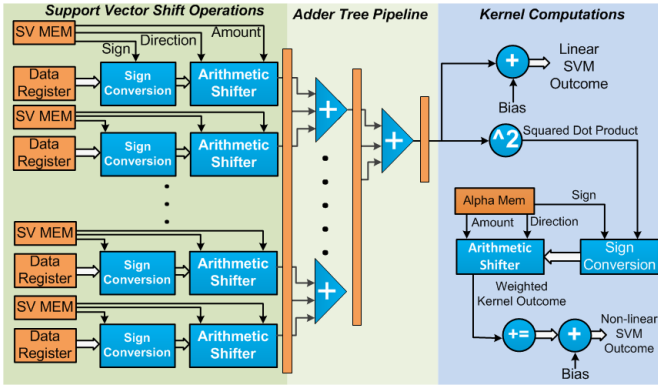 Support Vector Shift Operations
Adder Tree Pipeline
Kernel Computations
SV MEM
Sign
Direction
Amount
Data
Register
Sign
Conversion
Arithmetic
Shifter
SV MEM
Data
Register
Sign
Conversion
Arithmetic
Shifter
SV MEM
Data
Register
Sign
Conversion
Arithmetic
Shifter
SV MEM
Data
Register
Sign
Conversion
Arithmetic
Shifter
+
+
+
+
Linear
SVM
Outcome
Bias
^2
Squared Dot Product
Alpha Mem
Sign
Amount
Direction
Arithmetic
Shifter
Sign
Conversion
Weighted
Kernel Outcome
+=
+
Non-linear
SVM
Outcome
Bias